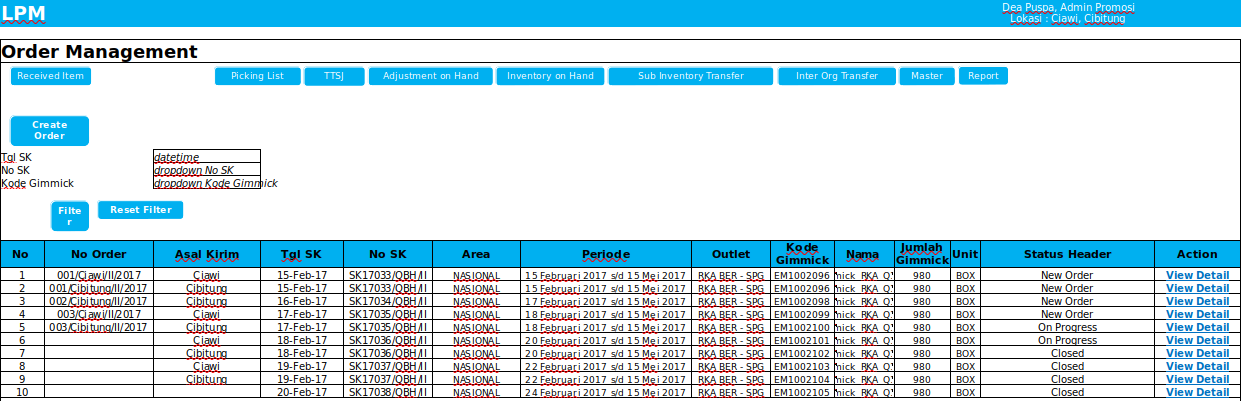 LPM
Dea Puspa, Admin Promosi
Lokasi : Ciawi, Cibitung
Order Management
Received Item Picking List TTSJ Adjustment on Hand Inventory on Hand Sub Inventory Transfer Inter Org Transfer Master Report
Create
Order
Tgl SK datetime
No SK dropdown No SK
Kode Gimmick dropdown Kode Gimmick
Filte
r
Reset Filter
No No Order Asal Kirim Tgl SK No SK Area Periode Outlet Kode Gimmick Nama Jumlah Gimmick Unit Status Header Action
1 001/Ciawi/II/2017 Ciawi 15-Feb-17 SK17033/QBH/II NASIONAL 15 Februari 2017 s/d 15 Mei 2017 RKA BER - SPG EM1002096 nick RKA Q 980 BOX New Order View Detail
2 001/Cibitung/II/2017 Cibitung 15-Feb-17 SK17033/QBH/II NASIONAL 15 Februari 2017 s/d 15 Mei 2017 RKA BER - SPG EM1002096 nick RKA Q 980 BOX New Order View Detail
3 002/Cibitung/II/2017 Cibitung 16-Feb-17 SK17034/QBH/II NASIONAL 17 Februari 2017 s/d 15 Mei 2017 RKA BER - SPG EM1002098 nick RKA Q 980 BOX New Order View Detail
4 003/Ciawi/II/2017 Ciawi 17-Feb-17 SK17035/QBH/II NASIONAL 18 Februari 2017 s/d 15 Mei 2017 RKA BER - SPG EM1002099 nick RKA Q 980 BOX New Order View Detail
5 003/Cibitung/II/2017 Cibitung 17-Feb-17 SK17035/QBH/II NASIONAL 18 Februari 2017 s/d 15 Mei 2017 RKA BER - SPG EM1002100 nick RKA Q 980 BOX On Progress View Detail
6 Ciawi 18-Feb-17 SK17036/QBH/II NASIONAL 20 Februari 2017 s/d 15 Mei 2017 RKA BER - SPG EM1002101 nick RKA Q 980 BOX On Progress View Detail
7 Cibitung 18-Feb-17 SK17036/QBH/II NASIONAL 20 Februari 2017 s/d 15 Mei 2017 RKA BER - SPG EM1002102 nick RKA Q 980 BOX Closed View Detail
8 Ciawi 19-Feb-17 SK17037/QBH/II NASIONAL 22 Februari 2017 s/d 15 Mei 2017 RKA BER - SPG EM1002103 nick RKA Q 980 BOX Closed View Detail
9 Cibitung 19-Feb-17 SK17037/QBH/II NASIONAL 22 Februari 2017 s/d 15 Mei 2017 RKA BER - SPG EM1002104 nick RKA Q 980 BOX Closed View Detail
10 20-Feb-17 SK17038/QBH/II NASIONAL 24 Februari 2017 s/d 15 Mei 2017 RKA BER - SPG EM1002105 nick RKA Q 980 BOX Closed View Detail